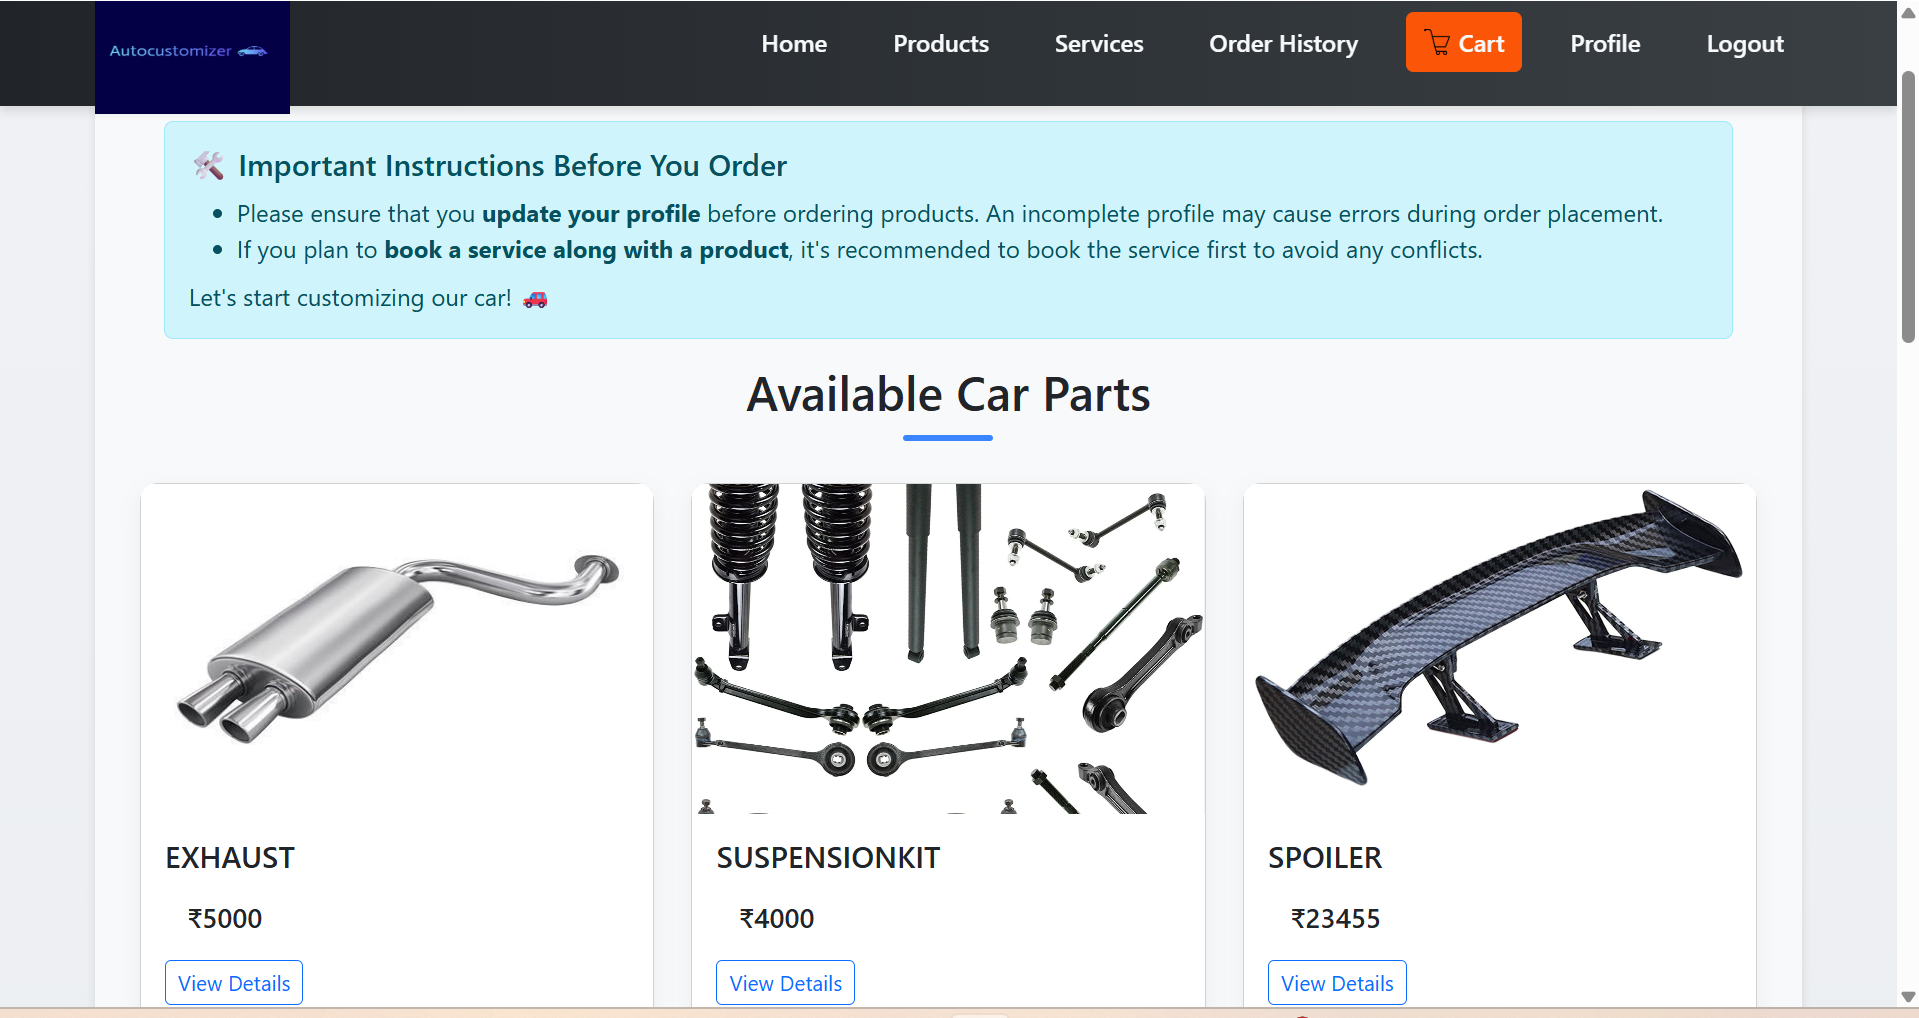 Autocustomizer
Home Products Services Order History Cart Profile Logout
Important Instructions Before You Order
Please ensure that you update your profile before ordering products. An incomplete profile may cause errors during order placement.
If you plan to book a service along with a product, it's recommended to book the service first to avoid any conflicts.
Let's start customizing our car!
Available Car Parts
EXHAUST
₹5000
View Details
SUSPENSIONKIT
₹4000
View Details
SPOILER
₹23455
View Details